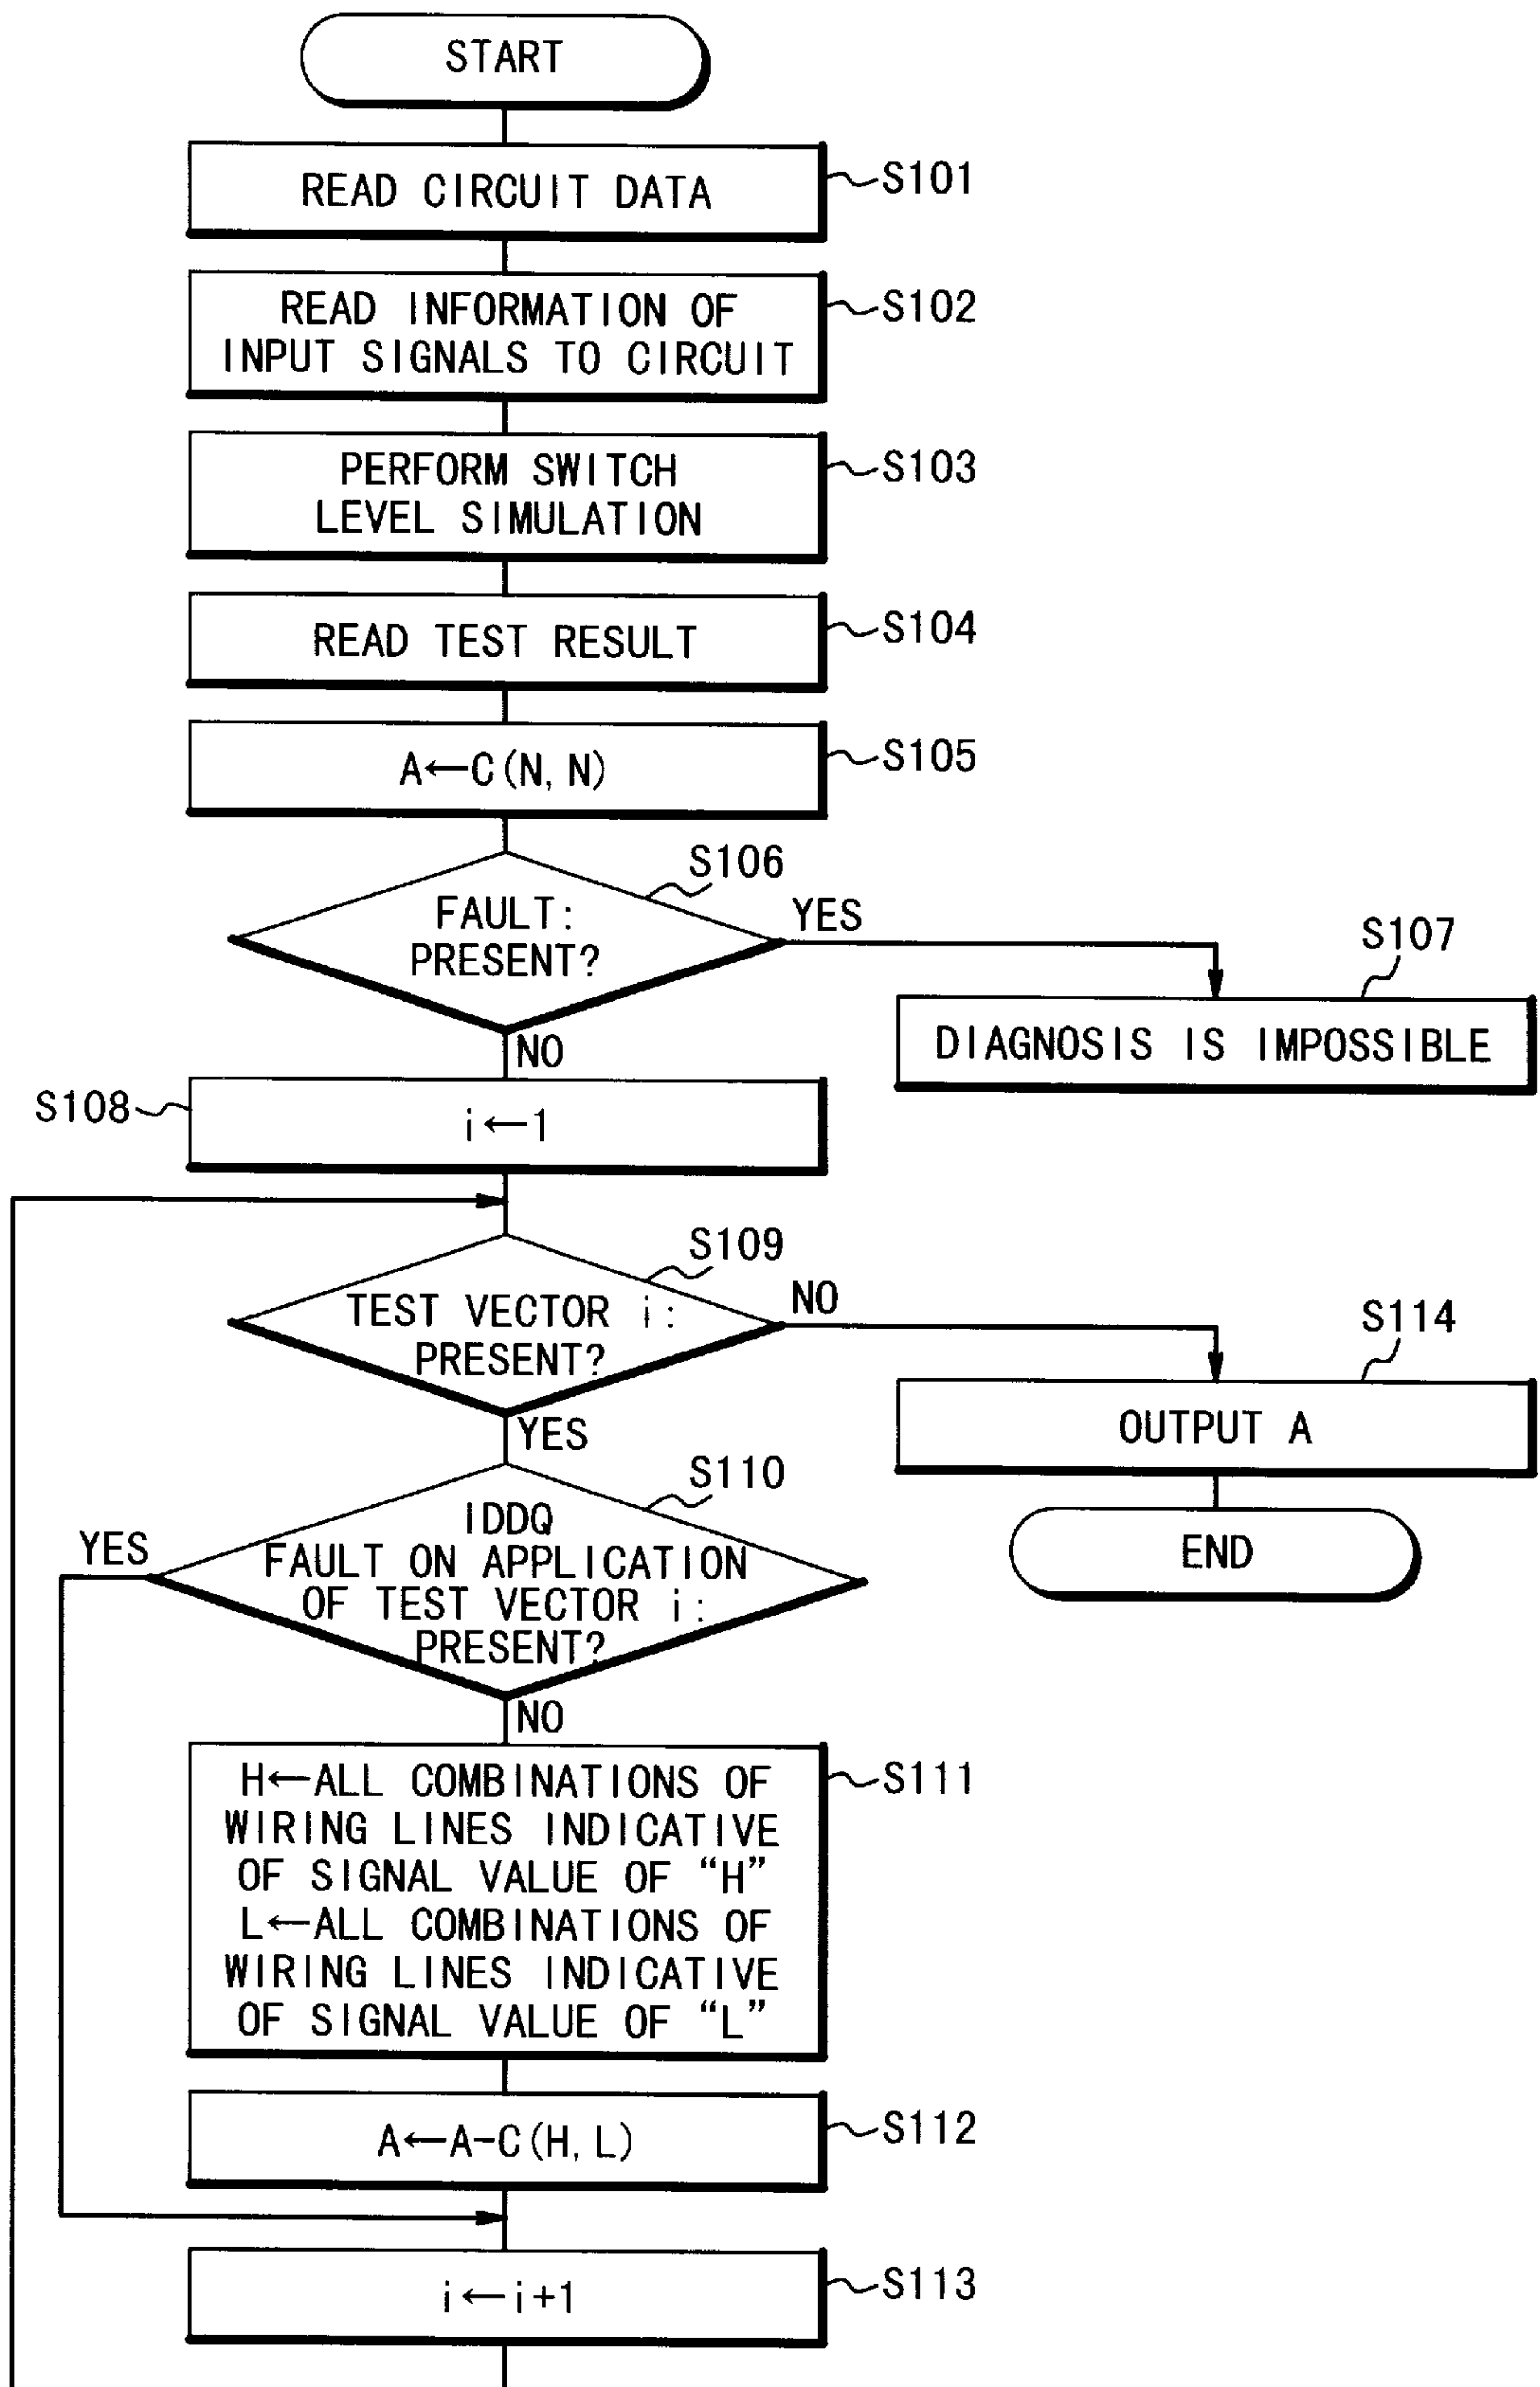 START
READ CIRCUIT DATA
S101
READ INFORMATION OF
INPUT SIGNALS TO CIRCUIT
S102
PERFORM SWITCH
LEVEL SIMULATION
S103
READ TEST RESULT
S104
A←C(N,N)
S105
S106
FAULT:
PRESENT?
YES
NO
S107
DIAGNOSIS IS IMPOSSIBLE
S108
i←1
S109
TEST VECTOR i:
PRESENT?
NO
YES
S114
OUTPUT A
END
S110
IDDQ
FAULT ON APPLICATION
OF TEST VECTOR i:
PRESENT?
YES
NO
H←ALL COMBINATIONS OF
WIRING LINES INDICATIVE
OF SIGNAL VALUE OF “H”
L←ALL COMBINATIONS OF
WIRING LINES INDICATIVE
OF SIGNAL VALUE OF “L”
S111
A←A-C(H,L)
S112
i←i+1
S113